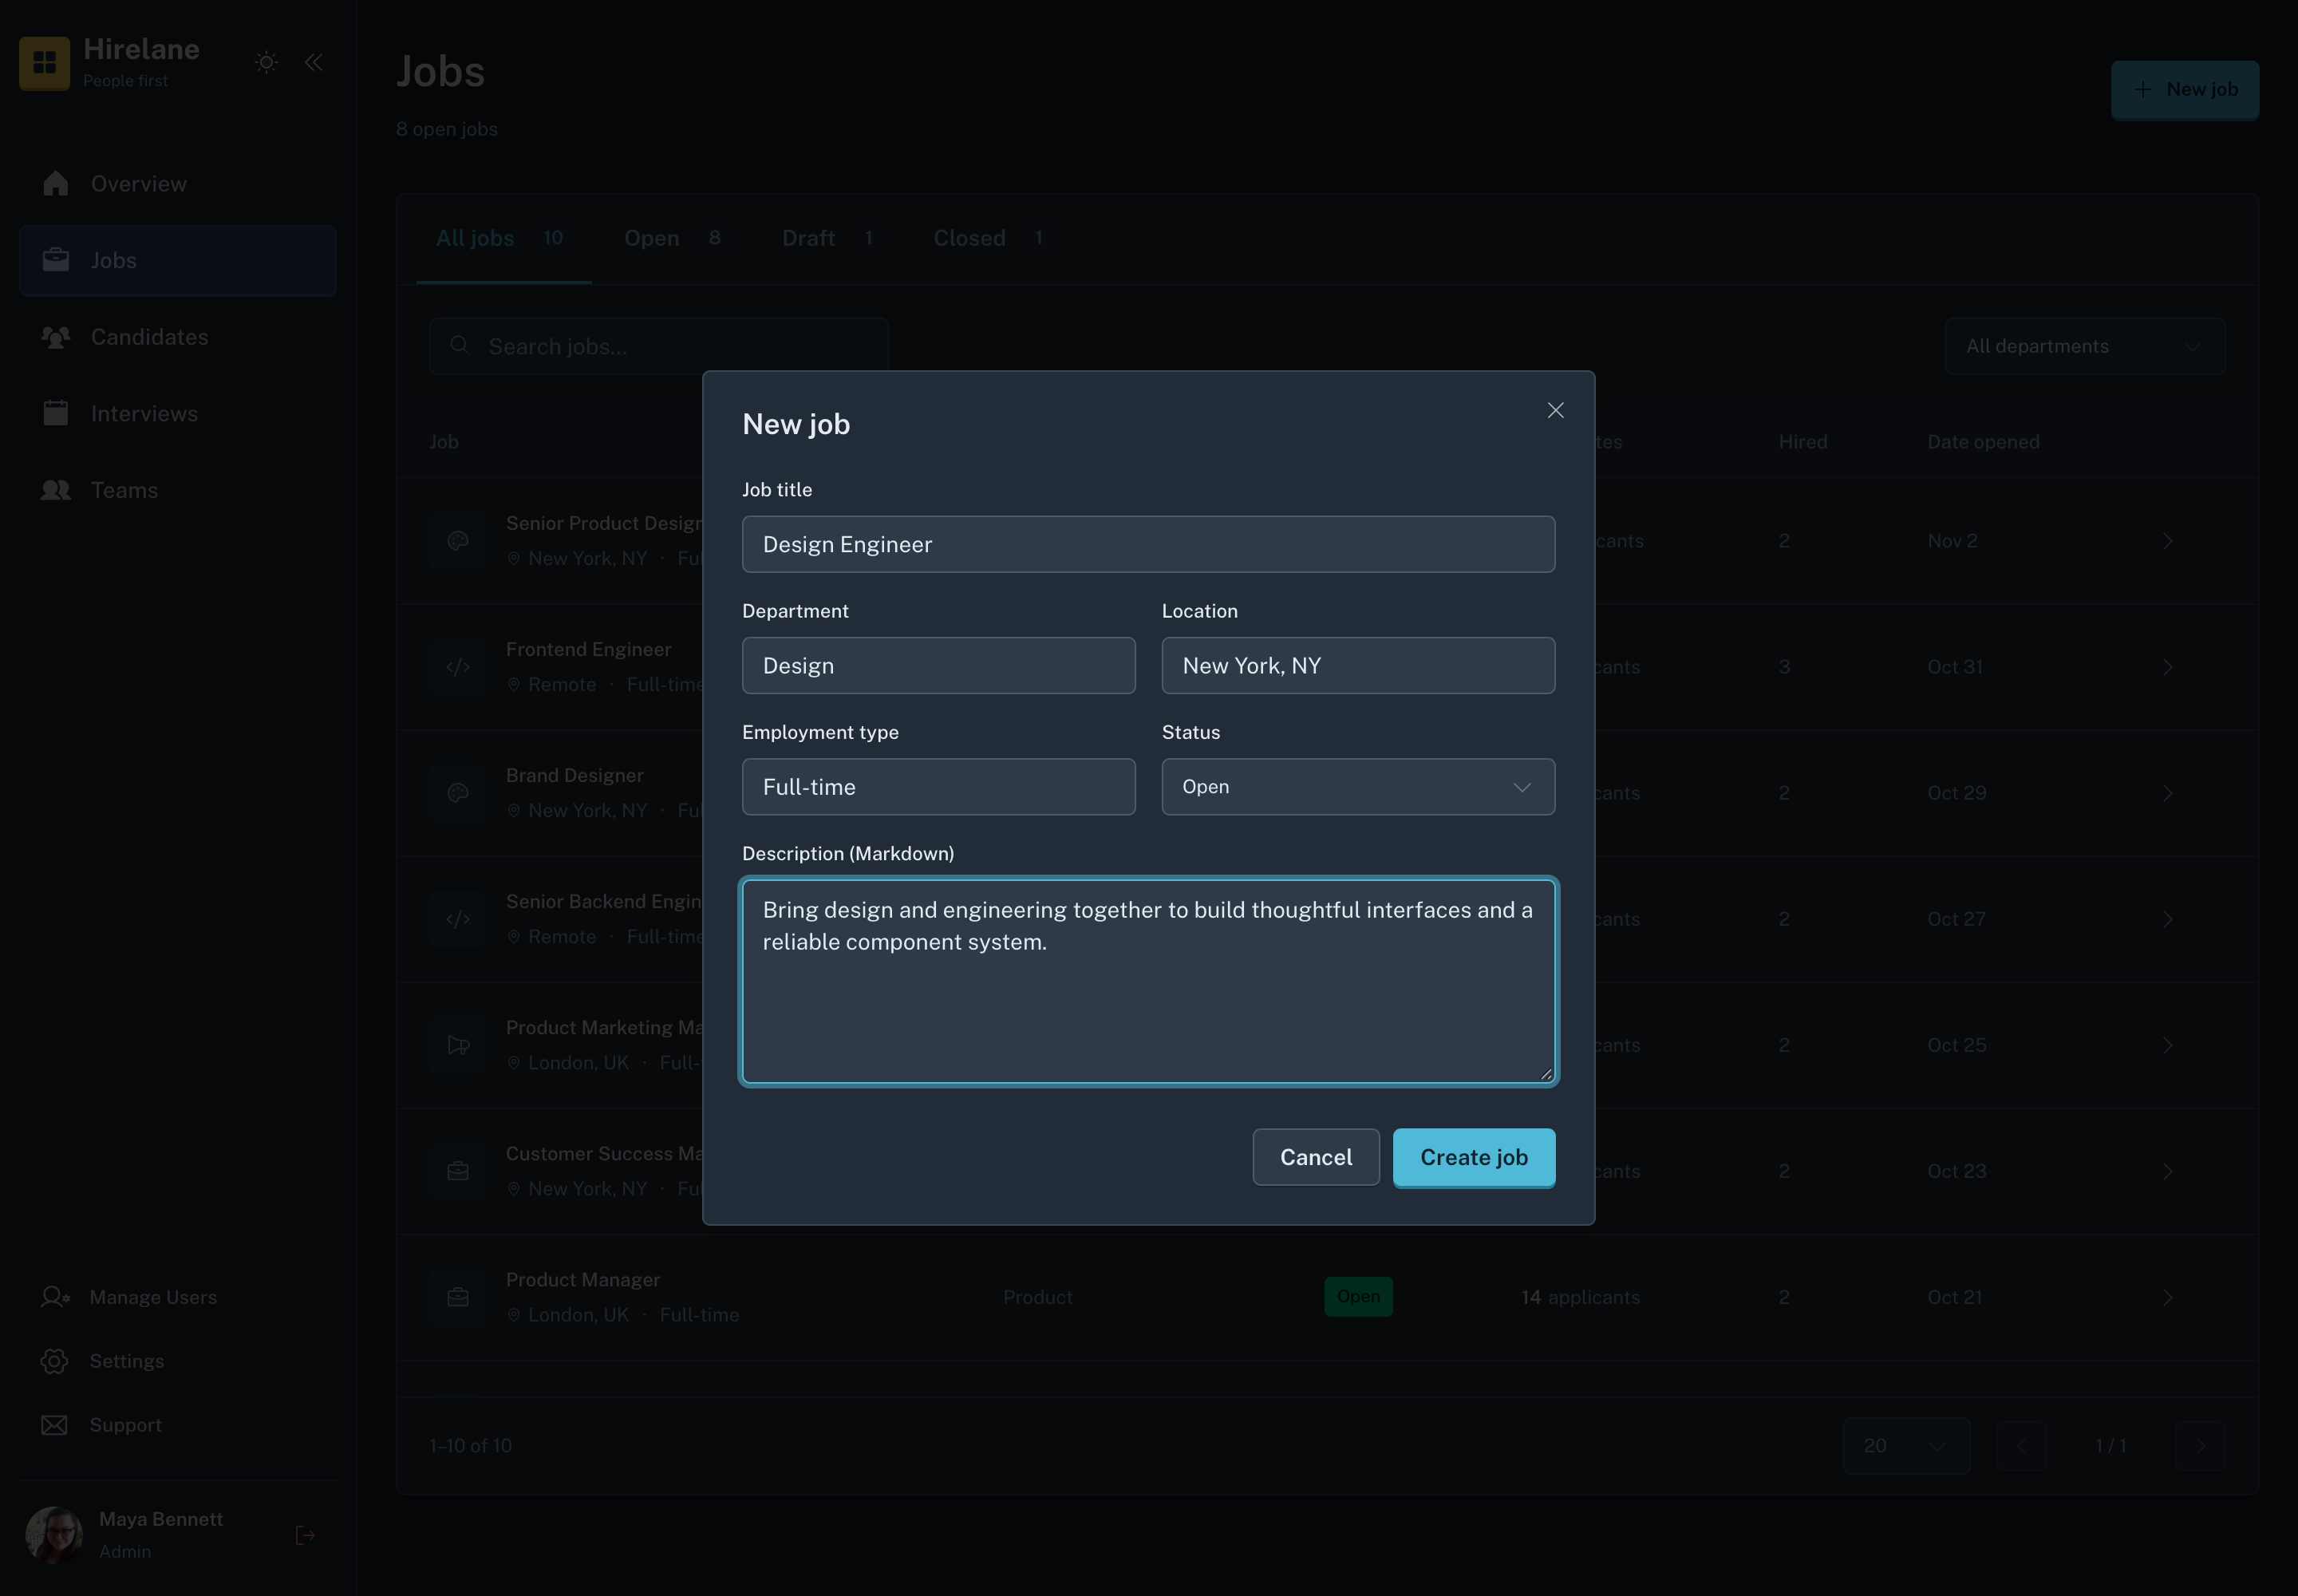 Hirelane
People first
Overview
Jobs
Candidates
Interviews
Teams
Manage Users
Settings
Support
Maya Bennett
Admin
Jobs
8 open jobs
New job
All jobs 10
Open 8
Draft 1
Closed 1
Search jobs...
All departments
Job
Hired
Date opened
Senior Product
New York, NY ·
2
Nov 2
Frontend Engineer
Remote · Full-time
3
Oct 31
Brand Designer
New York, NY ·
2
Oct 29
Senior Backend
Remote · Full-time
2
Oct 27
Product Marketing
London, UK ·
2
Oct 25
Customer Success
New York, NY ·
2
Oct 23
Product Manager
London, UK · Full-time
Product
Open
14 applicants
2
Oct 21
1–10 of 10
20
1 / 1
New job
Job title
Design Engineer
Department
Design
Location
New York, NY
Employment type
Full-time
Status
Open
Description (Markdown)
Bring design and engineering together to build thoughtful interfaces and a
reliable component system.
Cancel
Create job